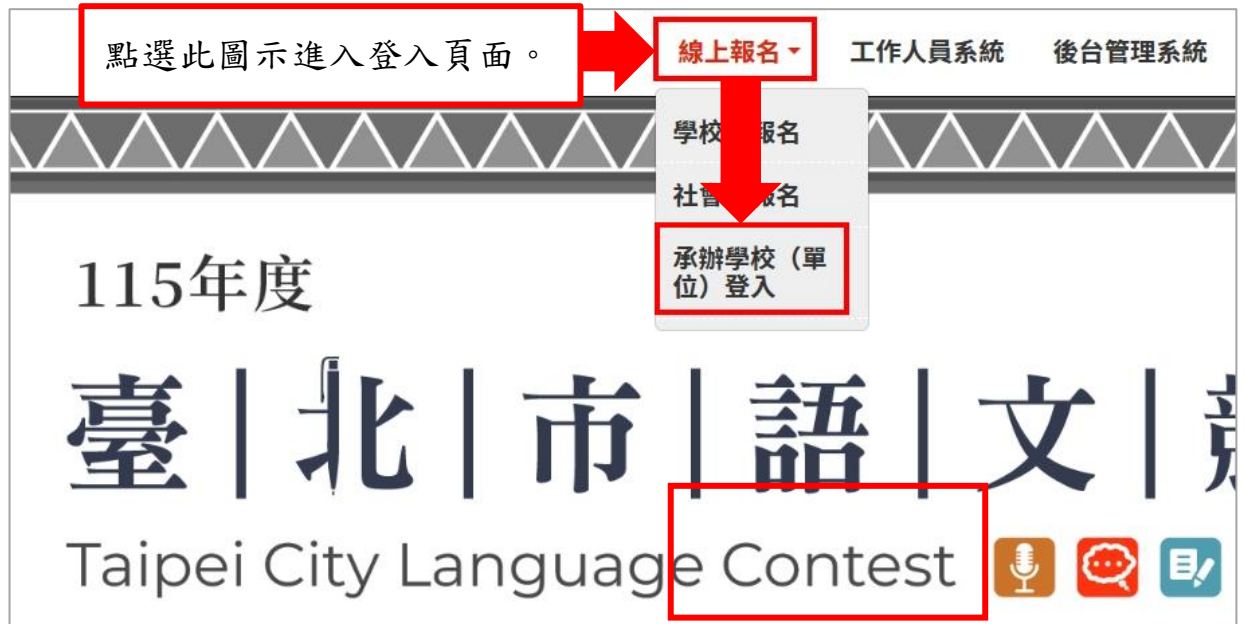 點選此圖示進入登入頁面。
線上報名
工作人員系統
後台管理系統
學校
報名
社會
報名
承辦學校（單
位）登入
115年度
臺|北|市|語|文|
Taipei City Language Contest